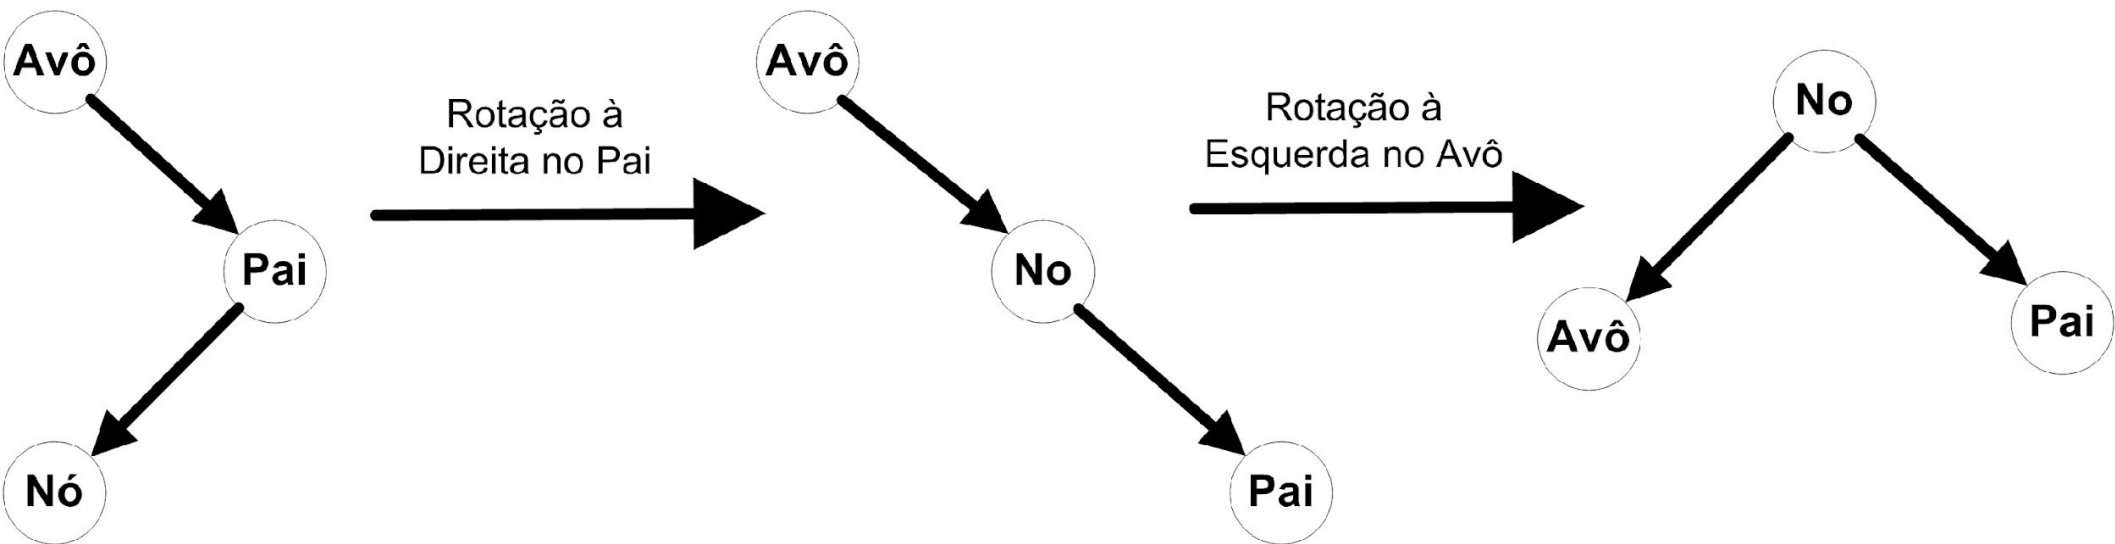 Avô
Pai
Nó
Rotação à
Direita no Pai
Avô
No
Pai
Rotação à
Esquerda no Avô
No
Avô
Pai